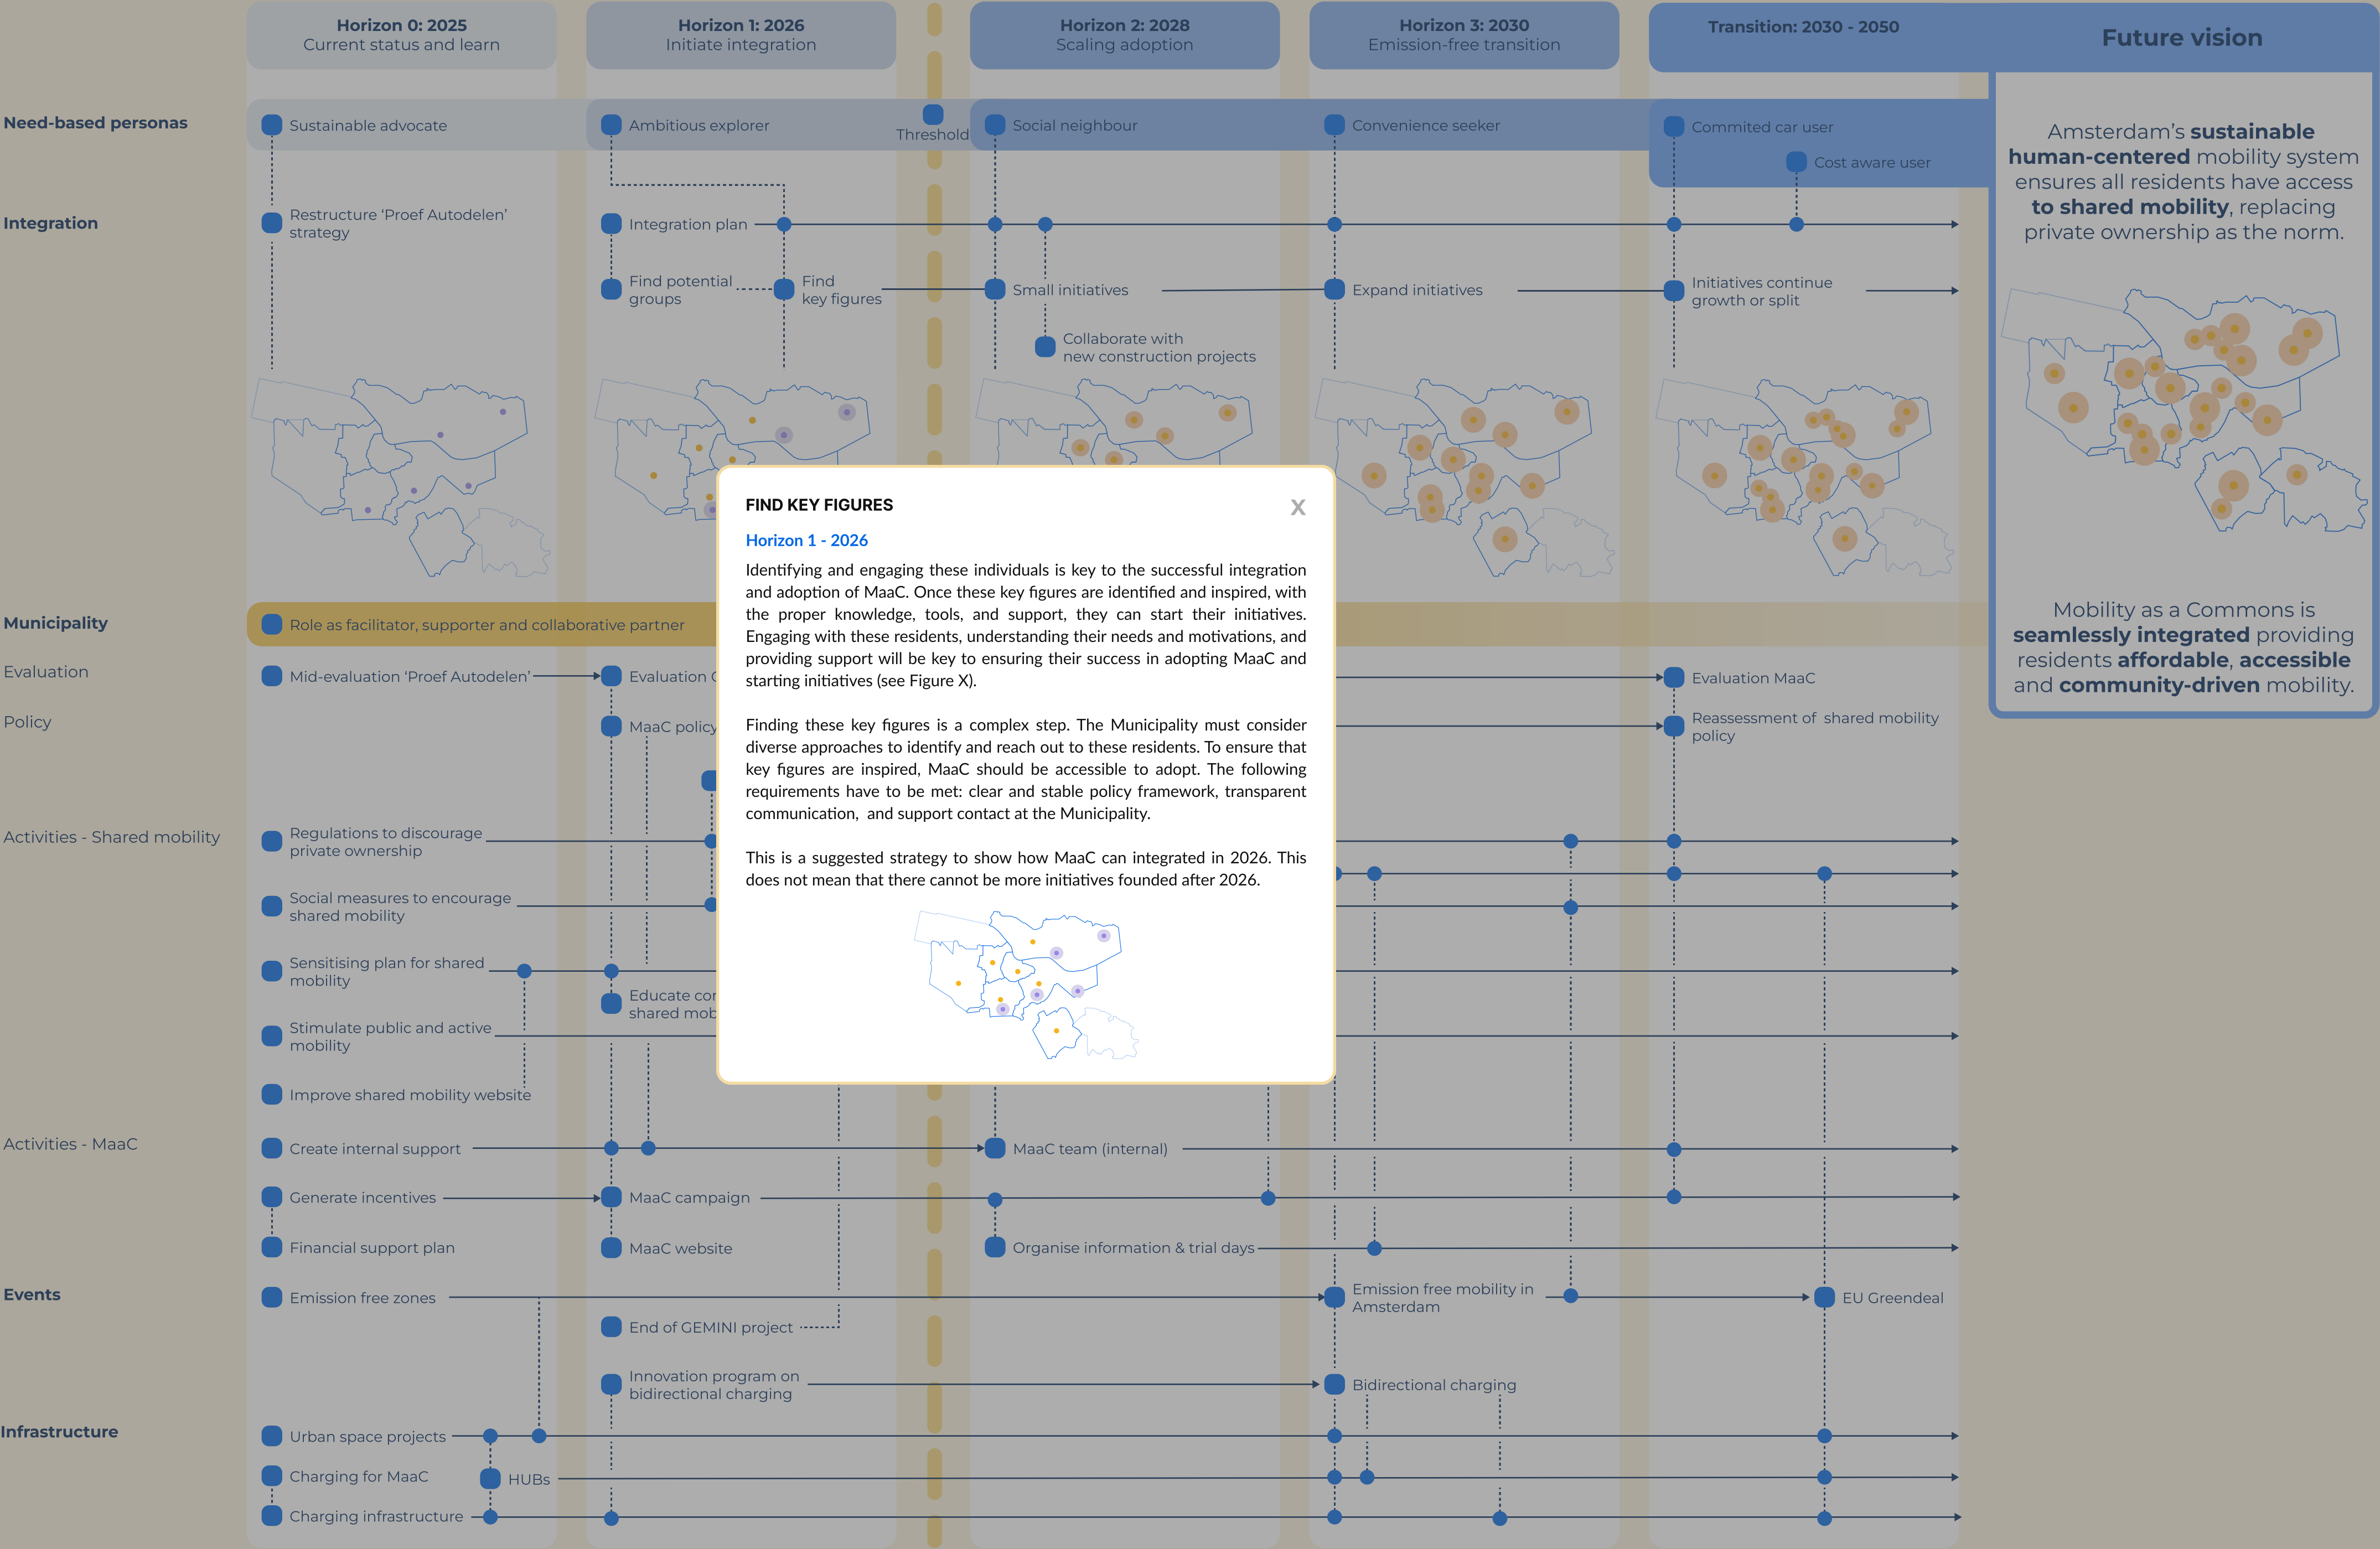 Horizon 0: 2025
Current status and learn
Horizon 1: 2026
Initiate integration
Horizon 2: 2028
Scaling adoption
Horizon 3: 2030
Emission-free transition
Transition: 2030 - 2050
Future vision
Need-based personas
Sustainable advocate
Ambitious explorer
Threshold
Social neighbour
Convenience seeker
Commited car user
Cost aware user
Amsterdam's sustainable
human-centered mobility system
ensures all residents have access
to shared mobility, replacing
private ownership as the norm.
Integration
Restructure ‘Proef Autodelen’
strategy
Integration plan
Find potential
groups
Find
key figures
Small initiatives
Expand initiatives
Initiatives continue
growth or split
Collaborate with
new construction projects
FIND KEY FIGURES
X
Horizon 1 - 2026
Identifying and engaging these individuals is key to the successful integration
and adoption of MaaC. Once these key figures are identified and inspired, with
the proper knowledge, tools, and support, they can start their initiatives.
Engaging with these residents, understanding their needs and motivations, and
providing support will be key to ensuring their success in adopting MaaC and
starting initiatives (see Figure X).
Finding these key figures is a complex step. The Municipality must consider
diverse approaches to identify and reach out to these residents. To ensure that
key figures are inspired, MaaC should be accessible to adopt. The following
requirements have to be met: clear and stable policy framework, transparent
communication,  and support contact at the Municipality.
This is a suggested strategy to show how MaaC can integrated in 2026. This
does not mean that there cannot be more initiatives founded after 2026.
Mobility as a Commons is
seamlessly integrated providing
residents affordable, accessible
and community-driven mobility.
Municipality
Role as facilitator, supporter and collaborative partner
Evaluation
Mid-evaluation ‘Proef Autodelen’
Evaluation
Evaluation MaaC
Policy
MaaC policy
Reassessment of  shared mobility
policy
Activities - Shared mobility
Regulations to discourage
private ownership
Social measures to encourage
shared mobility
Sensitising plan for shared
mobility
Educate
shared
Stimulate public and active
mobility
Improve shared mobility website
Activities - MaaC
Create internal support
MaaC team (internal)
Generate incentives
MaaC campaign
Financial support plan
MaaC website
Organise information & trial days
Events
Emission free zones
Emission free mobility in
Amsterdam
EU Greendeal
End of GEMINI project
Innovation program on
bidirectional charging
Bidirectional charging
Infrastructure
Urban space projects
Charging for MaaC
HUBs
Charging infrastructure